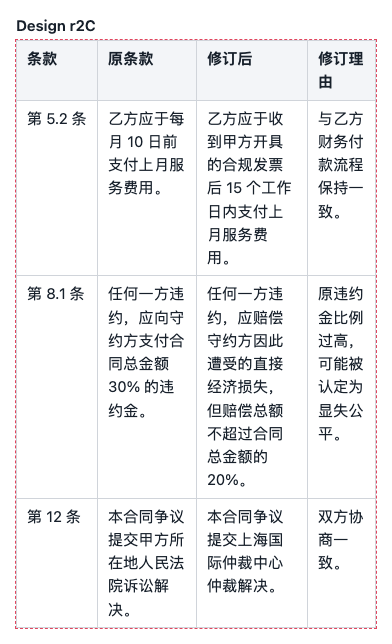 Design r2C
条款
原条款
修订后
修订理
由
第 5.2 条
乙方应于每
月 10 日前
支付上月服
务费用。
乙方应于收
到甲方开具
的合规发票
后 15 个工作
日内支付上
月服务费
用。
与乙方
财务付
款流程
保持一
致。
第 8.1 条
任何一方违
约，应向守
约方支付合
同总金额
30% 的违
约金。
任何一方违
约，应赔偿
守约方因此
遭受的直接
经济损失，
但赔偿总额
不超过合同
总金额的
20%。
原违约
金比例
过高，
可能被
认定为
显失公
平。
第 12 条
本合同争议
提交甲方所
在地人民法
院诉讼解
决。
本合同争议
提交上海国
际仲裁中心
仲裁解决。
双方协
商一
致。